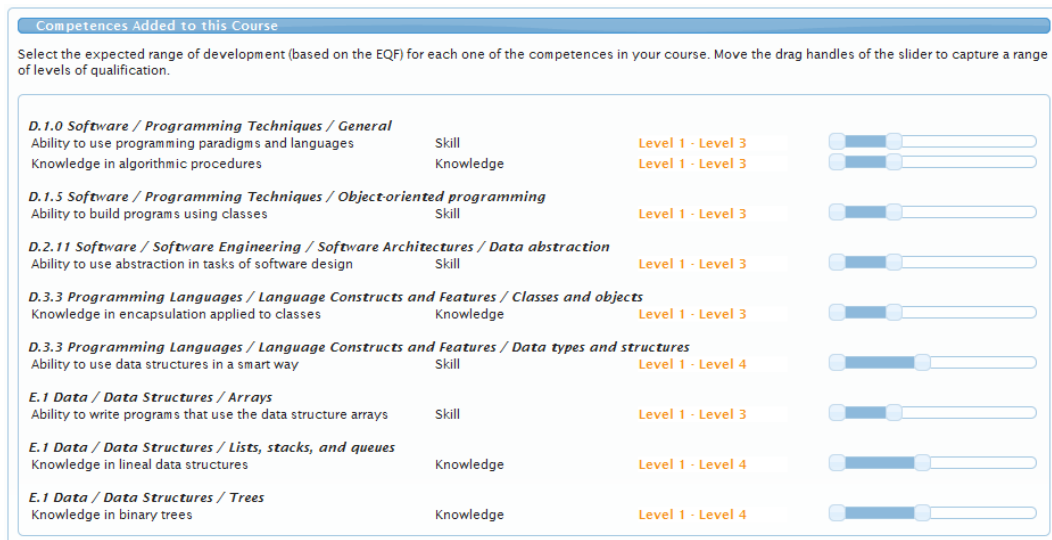 Competences Added to this Course
Select the expected range of development (based on the EQF) for each one of the competences in your course. Move the drag handles of the slider to capture a range
of levels of qualification.
D.1.0 Software / Programming Techniques / General
Ability to use programming paradigms and languages Skill Level 1 - Level 3
Knowledge in algorithmic procedures Knowledge Level 1 - Level 3
D.1.5 Software / Programming Techniques / Object-oriented programming
Ability to build programs using classes Skill Level 1 - Level 3
D.2.11 Software / Software Engineering / Software Architectures / Data abstraction
Ability to use abstraction in tasks of software design Skill Level 1 - Level 3
D.3.3 Programming Languages / Language Constructs and Features / Classes and objects
Knowledge in encapsulation applied to classes Knowledge Level 1 - Level 3
D.3.3 Programming Languages / Language Constructs and Features / Data types and structures
Ability to use data structures in a smart way Skill Level 1 - Level 4
E.1 Data / Data Structures / Arrays
Ability to write programs that use the data structure arrays Skill Level 1 - Level 3
E.1 Data / Data Structures / Lists, stacks, and queues
Knowledge in lineal data structures Knowledge Level 1 - Level 4
E.1 Data / Data Structures / Trees
Knowledge in binary trees Knowledge Level 1 - Level 4